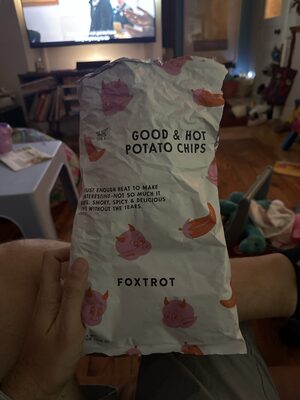 GOOD & HOT
POTATO CHIPS
JUST ENOUGH HEAT TO MAKE
INTERESTING-NOT SO MUCH IT
SMOKY, SPICY & DELICIOUS
WITHOUT THE TEARS.
FOXTROT